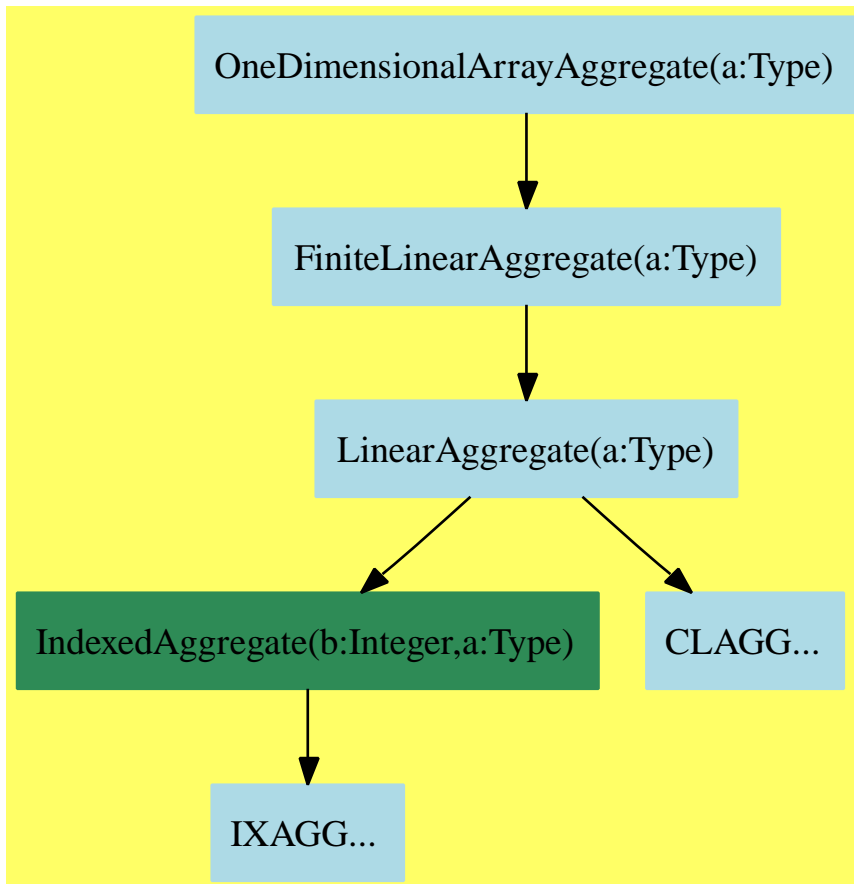 OneDimensionalArrayAggregate(a:Type)
FiniteLinearAggregate(a:Type)
LinearAggregate(a:Type)
IndexedAggregate(b:Integer,a:Type)
CLAGG...
IXAGG...